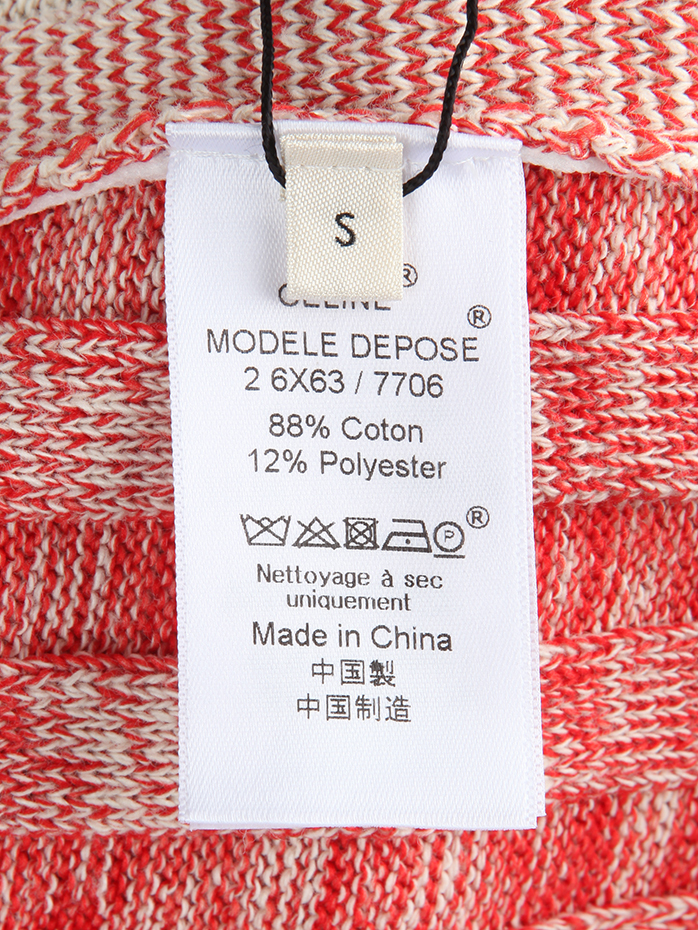 S
CELINE®
MODELE DEPOSE®
2 6X63 / 7706
88% Coton
12% Polyester
P ®
Nettoyage à sec
uniquement
Made in China
中国製
中国制造